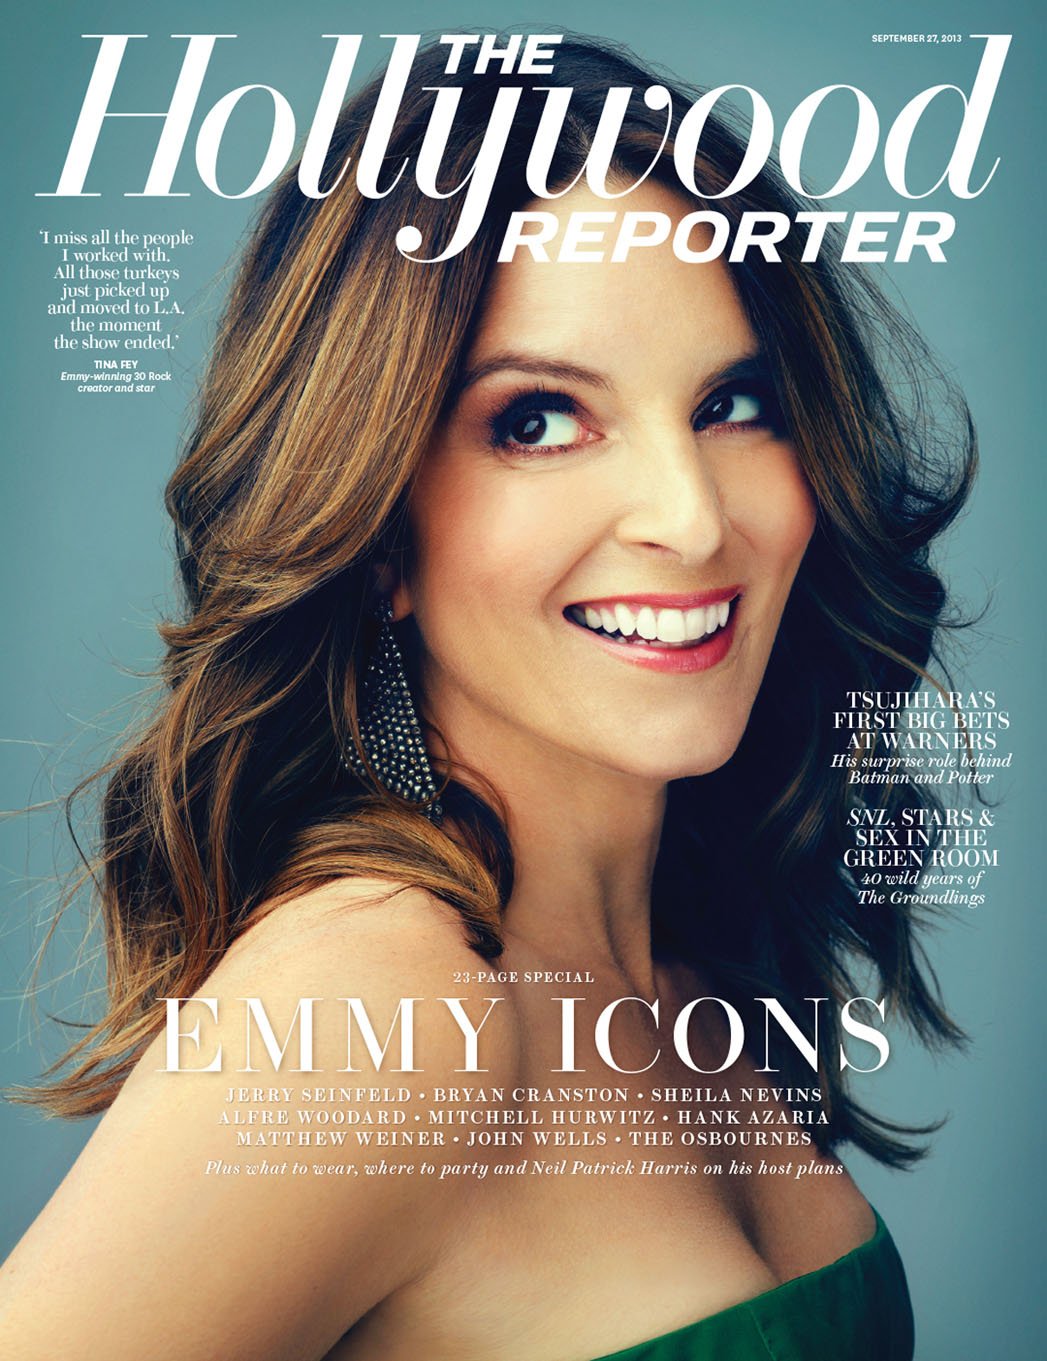 SEPTEMBER 27, 2013
THE
Hollywood
REPORTER
‘I miss all the people
I worked with.
All those turkeys
just picked up
and moved to L.A.
the moment
the show ended.’
TINA FEY
Emmy-winning 30 Rock
creator and star
TSUJIHARA’S
FIRST BIG BETS
AT WARNERS
His surprise role behind
Batman and Potter
SNL, STARS &
SEX IN THE
GREEN ROOM
40 wild years of
The Groundlings
23-PAGE SPECIAL
EMMY ICONS
JERRY SEINFELD • BRYAN CRANSTON • SHEILA NEVINS
ALFRE WOODARD • MITCHELL HURWITZ • HANK AZARIA
MATTHEW WEINER • JOHN WELLS • THE OSBOURNES
Plus what to wear, where to party and Neil Patrick Harris on his host plans